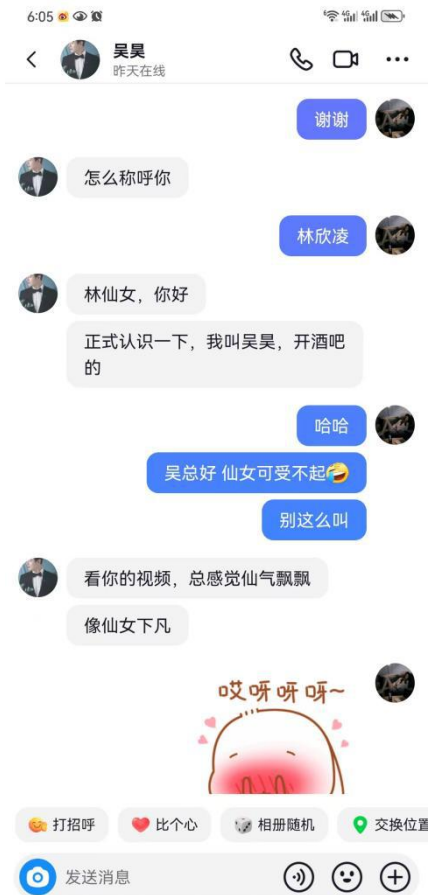 6:05
吴昊
昨天在线
谢谢
怎么称呼你
林欣凌
林仙女，你好
正式认识一下，我叫吴昊，开酒吧
的
哈哈
吴总好 仙女可受不起🤣
别这么叫
看你的视频，总感觉仙气飘飘
像仙女下凡
哎呀呀呀~
打招呼
比个心
相册随机
交换位置
发送消息